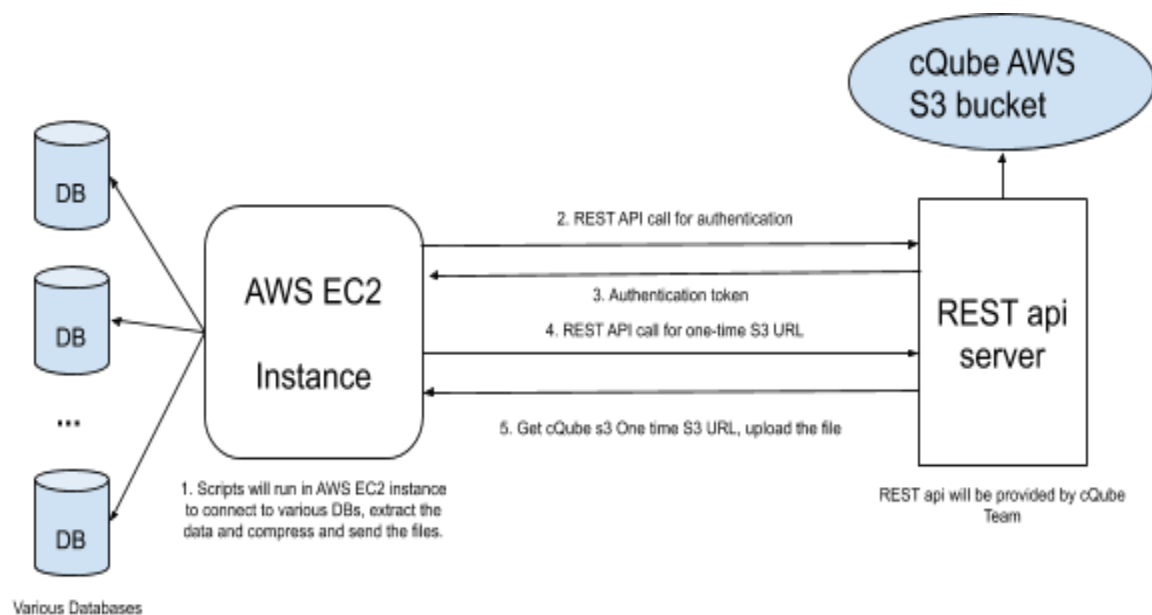 cQube AWS
S3 bucket
DB
DB
...
DB
Various Databases
AWS EC2
Instance
1. Scripts will run in AWS EC2 instance
to connect to various DBs, extract the
data and compress and send the files.
2. REST API call for authentication
3. Authentication token
4. REST API call for one-time S3 URL
5. Get cQube s3 One time S3 URL, upload the file
REST api
server
REST api will be provided by cQube
Team